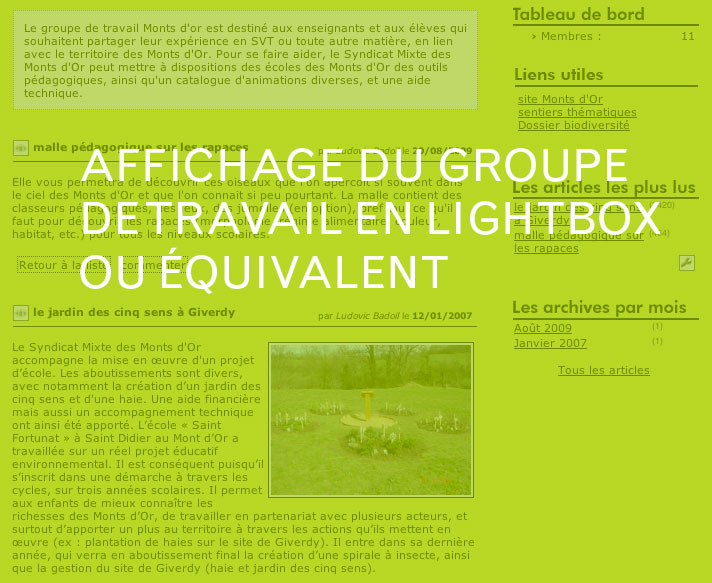 Le groupe de travail Monts d'or est destiné aux enseignants et aux élèves qui
souhaitent partager leur expérience en SVT ou toute autre matière, en lien
avec le territoire des Monts d'Or. Pour se faire aider, le Syndicat Mixte des
Monts d'Or peut mettre à dispositions des écoles des Monts d'Or des outils
pédagogiques, ainsi qu'un catalogue d'animations diverses, et une aide
technique.
malle pédagogique sur les rapaces
par Ludovic Badoil le 20/08/2009
AFFICHAGE DU GROUPE
DE TRAVAIL EN LIGHTBOX
OU ÉQUIVALENT
Elle vous permettra de découvrir ces oiseaux que l'on aperçoit si souvent dans
le ciel des Monts d'Or et que l'on connait si peu pourtant. La malle contient des
classeurs pédagogiques, des jeux, des jumelles (en option), bref tout ce qu'il
faut pour découvrir les rapaces
habitat, etc.) pour tous les niveaux scolaires.
Retour à la liste commenter
le jardin des cinq sens à Giverdy
par Ludovic Badoil le 12/01/2007
Le Syndicat Mixte des Monts d'Or
accompagne la mise en œuvre d'un projet
d'école. Les aboutissements sont divers,
avec notamment la création d'un jardin des
cinq sens et d'une haie. Une aide financière
mais aussi un accompagnement technique
ont ainsi été apporté. L'école « Saint
Fortunat » à Saint Didier au Mont d'Or a
travaillée sur un réel projet éducatif
environnemental. Il est conséquent puisqu'il
s'inscrit dans une démarche à travers les
cycles, sur trois années scolaires. Il permet
aux enfants de mieux connaître les
richesses des Monts d'Or, de travailler en partenariat avec plusieurs acteurs, et
surtout d'apporter un plus au territoire à travers les actions qu'ils mettent en
œuvre (ex : plantation de haies sur le site de Giverdy). Il entre dans sa dernière
année, qui verra en aboutissement final la création d'une spirale à insecte, ainsi
que la gestion du site de Giverdy (haie et jardin des cinq sens).
Tableau de bord
> Membres : 11
Liens utiles
site Monts d'Or
sentiers thématiques
Dossier biodiversité
Les articles les plus lus
le jardin des cinq sens
à Giverdy
malle pédagogique sur
les rapaces
Les archives par mois
Août 2009 (1)
Janvier 2007 (1)
Tous les articles